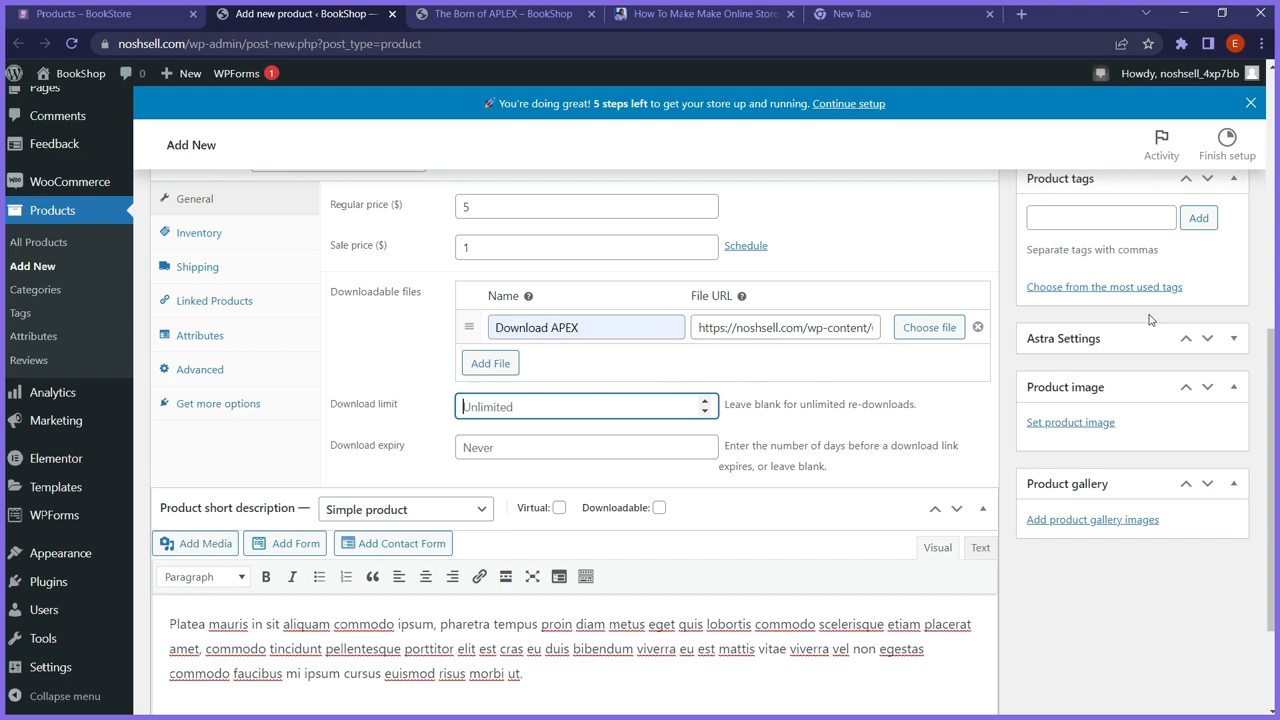 Products – BookStore
Add new product ‹ BookShop —
The Born of APLEX – BookShop
How To Make Make Online Store
New Tab
noshsell.com/wp-admin/post-new.php?post_type=product
E
BookShop
0
New
WPForms 1
Howdy, noshsell_4xp7bb
🚀 You're doing great! 5 steps left to get your store up and running. Continue setup
Add New
Activity
Finish setup
Pages
Comments
Feedback
WooCommerce
Products
All Products
Add New
Categories
Tags
Attributes
Reviews
Analytics
Marketing
Elementor
Templates
WPForms
Appearance
Plugins
Users
Tools
Settings
Collapse menu
General
Inventory
Shipping
Linked Products
Attributes
Advanced
Get more options
Regular price ($)
5
Sale price ($)
1
Schedule
Downloadable files
Name
File URL
Download APEX
https://noshsell.com/wp-content/
Choose file
Add File
Download limit
Unlimited
Leave blank for unlimited re-downloads.
Download expiry
Never
Enter the number of days before a download link
expires, or leave blank.
Product short description —
Simple product
Virtual:
Downloadable:
Add Media
Add Form
Add Contact Form
Visual
Text
Paragraph
B
I
Platea mauris in sit aliquam commodo ipsum, pharetra tempus proin diam metus eget quis lobortis commodo scelerisque etiam placerat
amet, commodo tincidunt pellentesque porttitor elit est cras eu duis bibendum viverra eu est mattis vitae viverra vel non egestas
commodo faucibus mi ipsum cursus euismod risus morbi ut.
Product tags
Add
Separate tags with commas
Choose from the most used tags
Astra Settings
Product image
Set product image
Product gallery
Add product gallery images